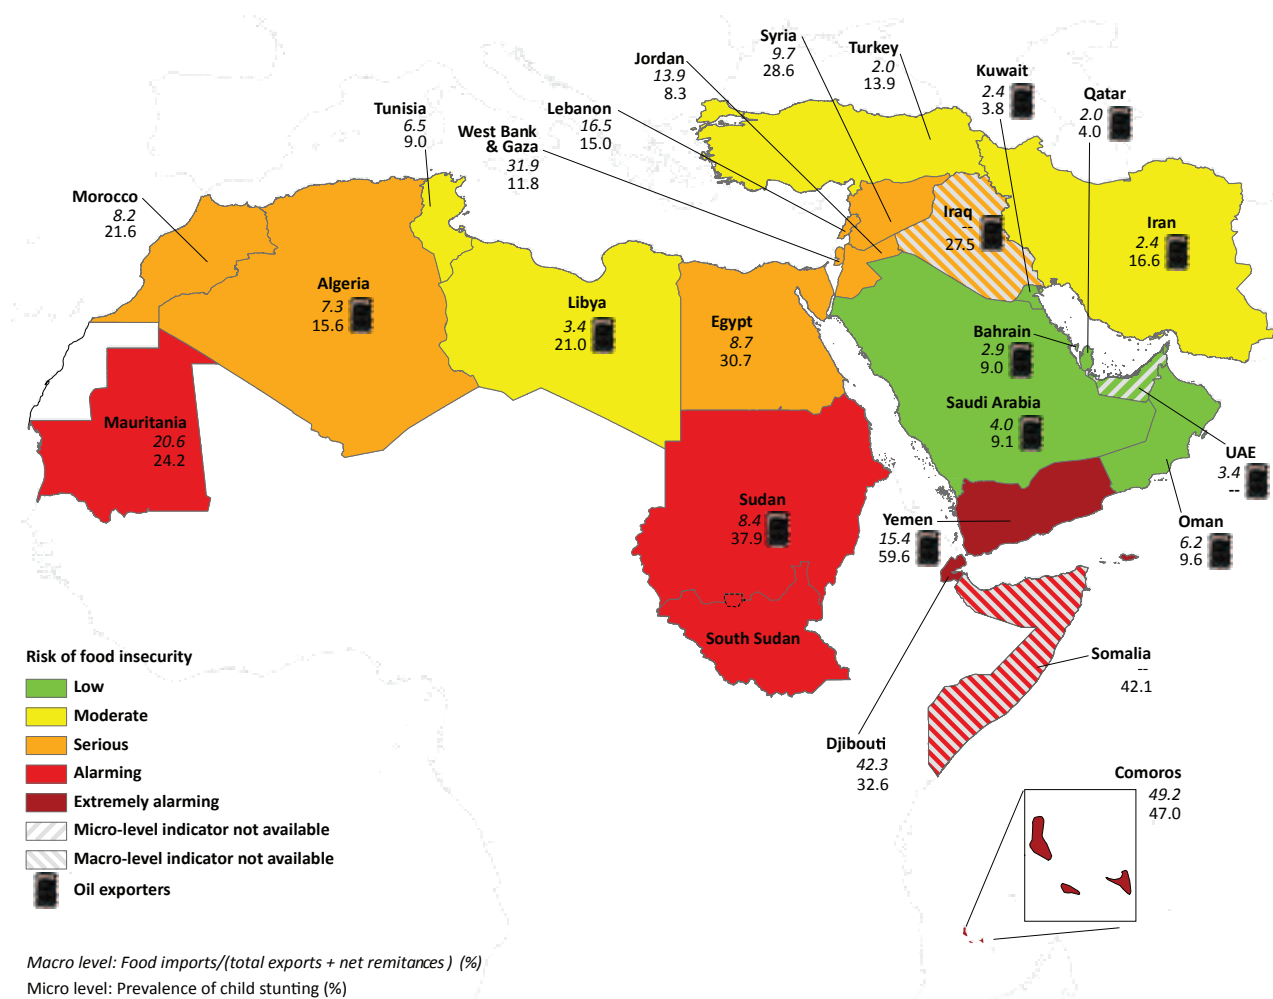 Syria
9.7
28.6
Turkey
2.0
13.9
Jordan
13.9
8.3
Kuwait
2.4
3.8
Qatar
2.0
4.0
Tunisia
6.5
9.0
Lebanon
16.5
15.0
West Bank
& Gaza
31.9
11.8
Morocco
8.2
21.6
Iraq
--
27.5
Iran
2.4
16.6
Algeria
7.3
15.6
Libya
3.4
21.0
Egypt
8.7
30.7
Bahrain
2.9
9.0
Saudi Arabia
4.0
9.1
Mauritania
20.6
24.2
UAE
3.4
--
Sudan
8.4
37.9
Yemen
15.4
59.6
Oman
6.2
9.6
South Sudan
Somalia
--
42.1
Djibouti
42.3
32.6
Comoros
49.2
47.0
Risk of food insecurity
Low
Moderate
Serious
Alarming
Extremely alarming
Micro-level indicator not available
Macro-level indicator not available
Oil exporters
Macro level: Food imports/(total exports + net remitances ) (%)
Micro level: Prevalence of child stunting (%)